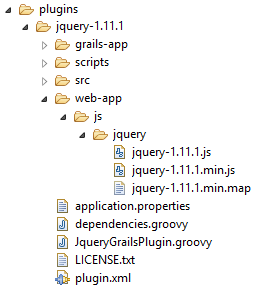 plugins
jquery-1.11.1
grails-app
scripts
src
web-app
js
jquery
jquery-1.11.1.js
jquery-1.11.1.min.js
jquery-1.11.1.min.map
application.properties
dependencies.groovy
JqueryGrailsPlugin.groovy
LICENSE.txt
plugin.xml